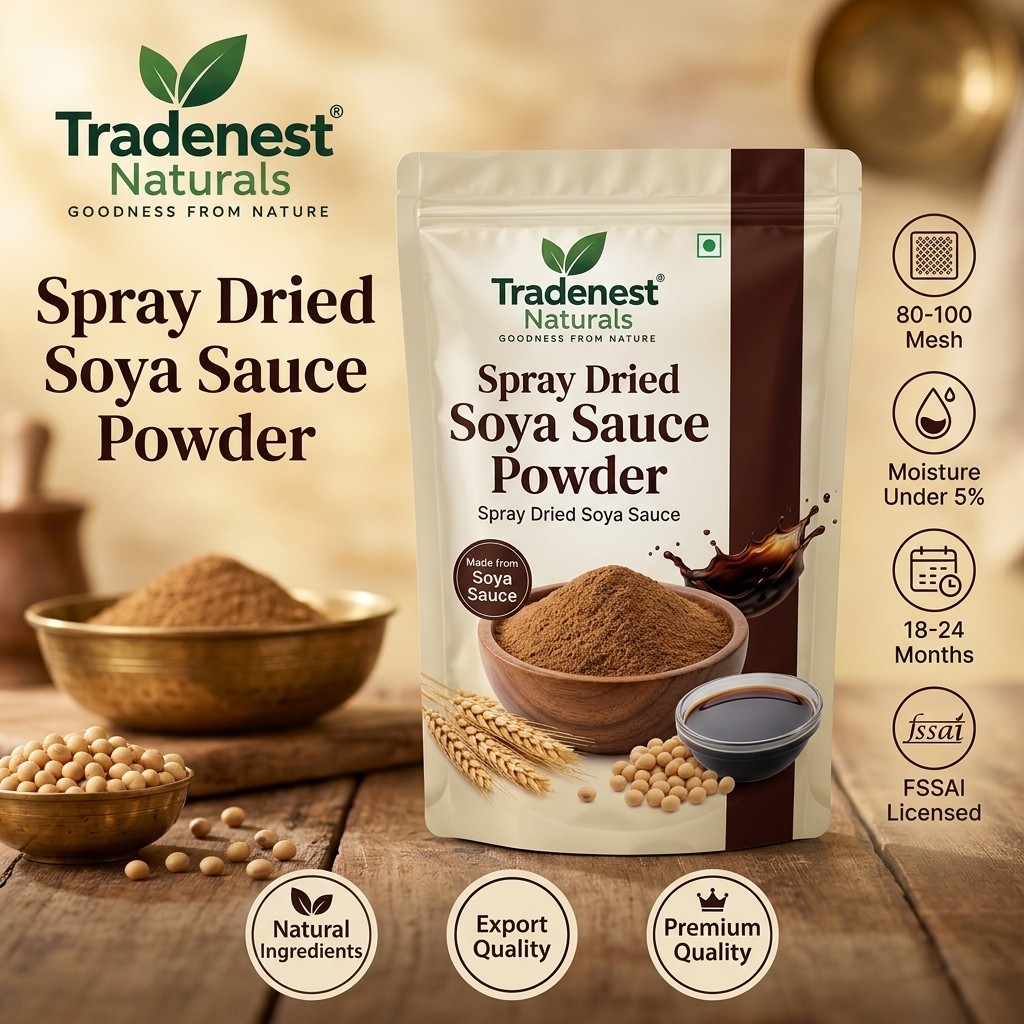 Tradenest®
Naturals
GOODNESS FROM NATURE
Spray Dried
Soya Sauce
Powder
Tradenest®
Naturals
GOODNESS FROM NATURE
Spray Dried
Soya Sauce
Powder
Spray Dried Soya Sauce
Made from
Soya
Sauce
80-100
Mesh
Moisture
Under 5%
18-24
Months
fssai
FSSAI
Licensed
Natural
Ingredients
Export
Quality
Premium
Quality